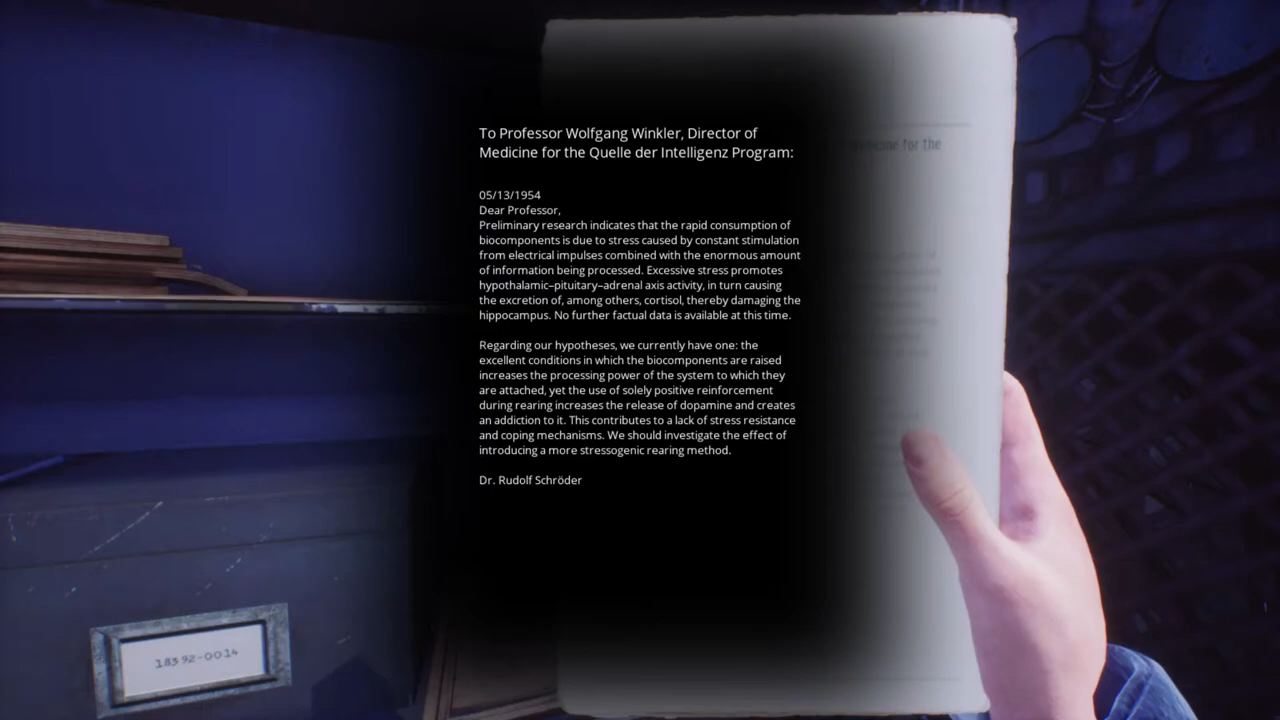 To Professor Wolfgang Winkler, Director of
Medicine for the Quelle der Intelligenz Program:
05/13/1954
Dear Professor,
Preliminary research indicates that the rapid consumption of
biocomponents is due to stress caused by constant stimulation
from electrical impulses combined with the enormous amount
of information being processed. Excessive stress promotes
hypothalamic–pituitary–adrenal axis activity, in turn causing
the excretion of, among others, cortisol, thereby damaging the
hippocampus. No further factual data is available at this time.
Regarding our hypotheses, we currently have one: the
excellent conditions in which the biocomponents are raised
increases the processing power of the system to which they
are attached, yet the use of solely positive reinforcement
during rearing increases the release of dopamine and creates
an addiction to it. This contributes to a lack of stress resistance
and coping mechanisms. We should investigate the effect of
introducing a more stressogenic rearing method.
Dr. Rudolf Schröder
for the
18392-0014